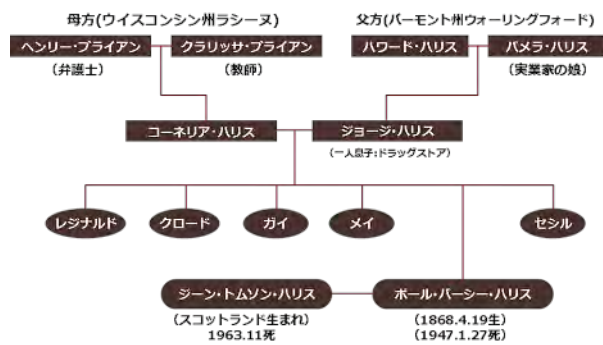 母方(ウイスコンシン州ラシーヌ) 父方(バーモント州ウォーリングフォード)
ヘンリー・ブライアン クラリッサ・ブライアン ハワード・ハリス パメラ・ハリス
(弁護士) (教師) (実業家の娘)
コーネリア・ハリス ジョージ・ハリス
(一人息子:ドラッグストア)
レジナルド クロード ガイ メイ セシル
ジーン・トムソン・ハリス ポール・パーシー・ハリス
(スコットランド生まれ) (1868.4.19生)
1963.11死 (1947.1.27死)